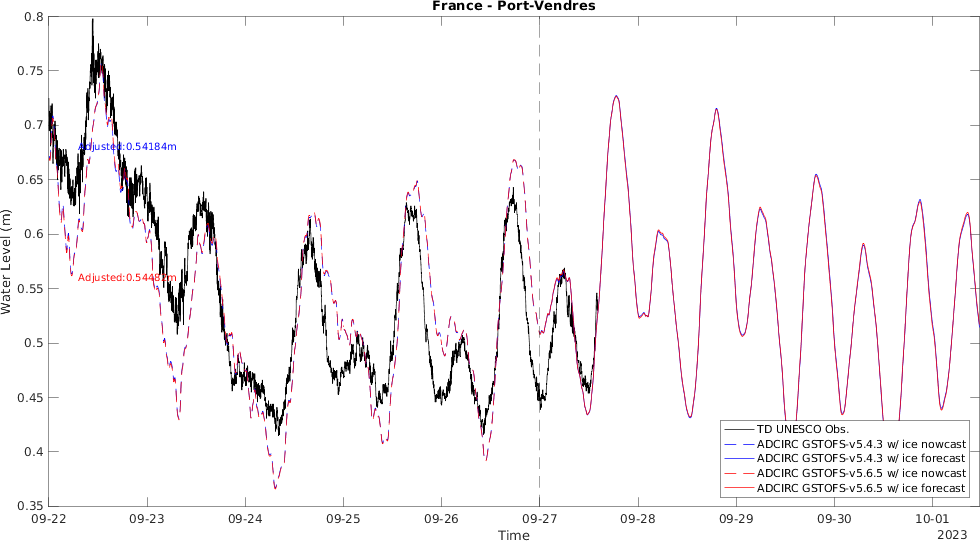 France - Port-Vendres
0.8
0.75
0.7
0.65
0.6
0.55
0.5
0.45
0.4
0.35
Water Level (m)
Adjusted:0.54184m
Adjusted:0.54482m
TD UNESCO Obs.
ADCIRC GSTOFS-v5.4.3 w/ ice nowcast
ADCIRC GSTOFS-v5.4.3 w/ ice forecast
ADCIRC GSTOFS-v5.6.5 w/ ice nowcast
ADCIRC GSTOFS-v5.6.5 w/ ice forecast
09-22 09-23 09-24 09-25 09-26 09-27 09-28 09-29 09-30 10-01
Time
2023